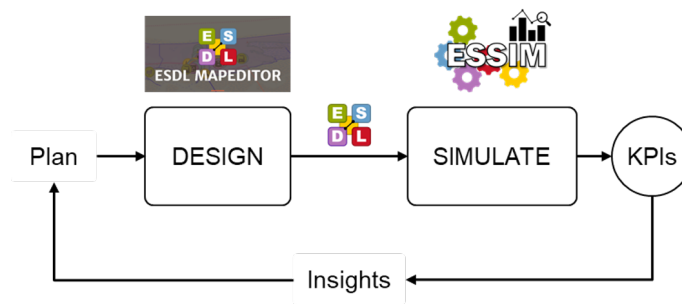 E S
D L
ESDL MAPEDITOR
ESSIM
E S
D L
Plan
DESIGN
SIMULATE
KPIs
Insights